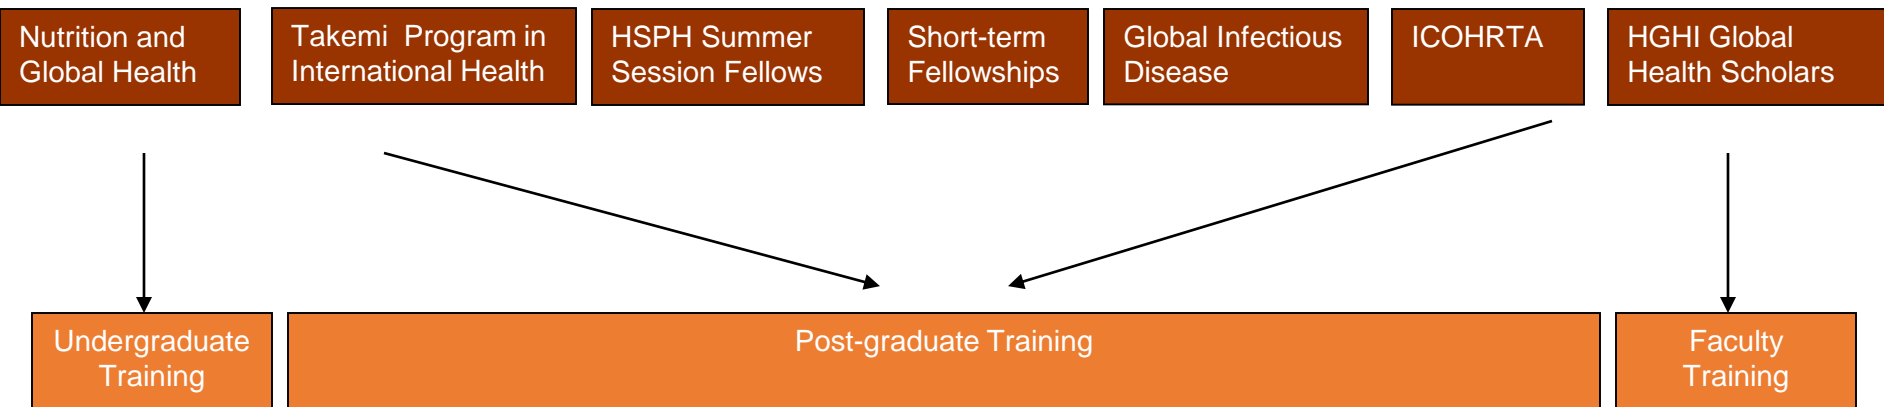 Nutrition and
Global Health
Takemi Program in
International Health
HSPH Summer
Session Fellows
Short-term
Fellowships
Global Infectious
Disease
ICOHRTA
HGHI Global
Health Scholars
Undergraduate
Training
Post-graduate Training
Faculty
Training